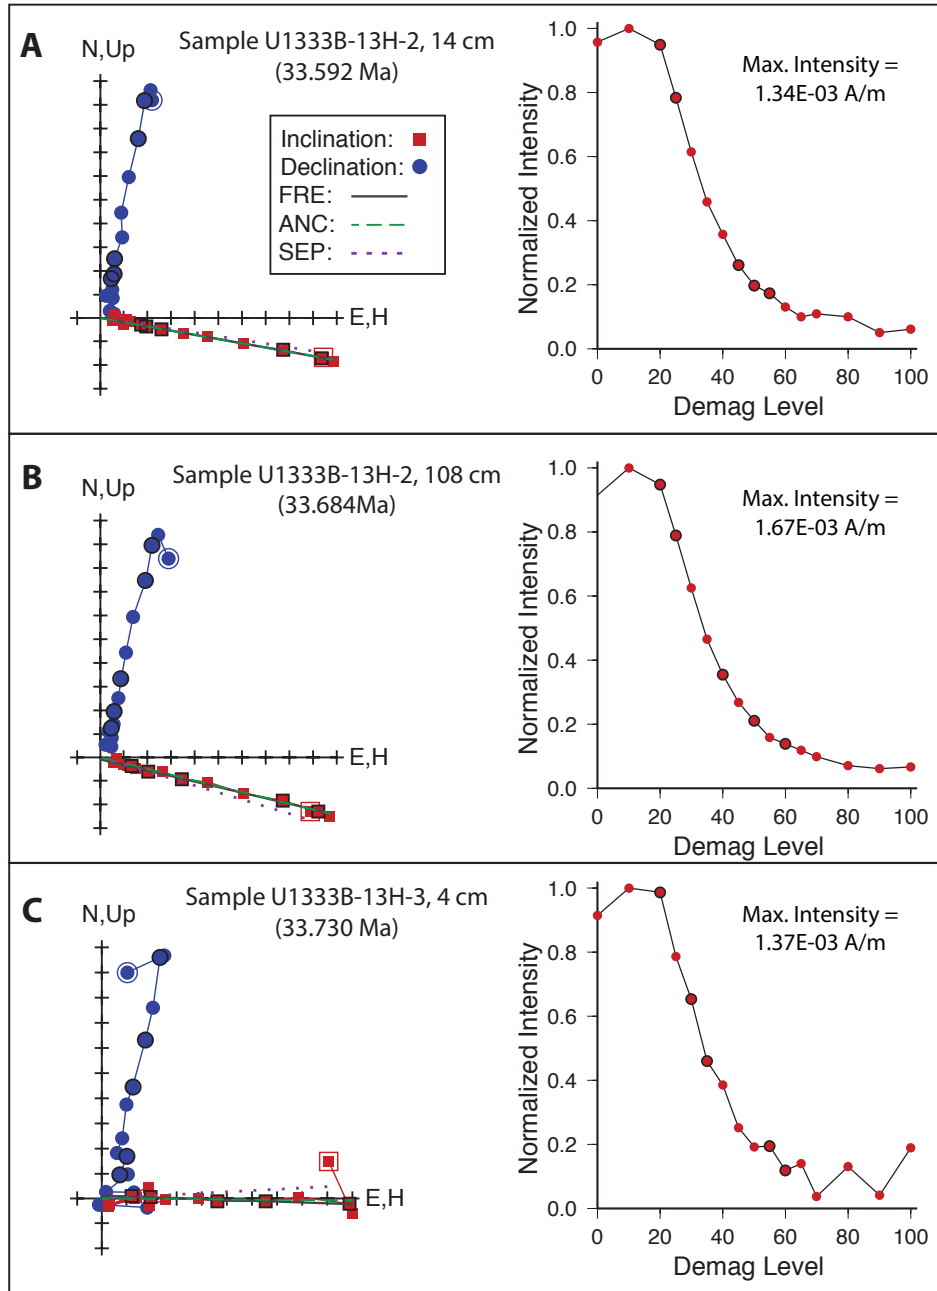 A
Sample U1333B-13H-2, 14 cm
(33.592 Ma)
N,Up
E,H
Inclination:
Declination:
FRE:
ANC:
SEP:
Normalized Intensity
1.0
0.8
0.6
0.4
0.2
0.0
0 20 40 60 80 100
Demag Level
Max. Intensity =
1.34E-03 A/m
B
Sample U1333B-13H-2, 108 cm
(33.684Ma)
N,Up
E,H
Normalized Intensity
1.0
0.8
0.6
0.4
0.2
0.0
0 20 40 60 80 100
Demag Level
Max. Intensity =
1.67E-03 A/m
C
Sample U1333B-13H-3, 4 cm
(33.730 Ma)
N,Up
E,H
Normalized Intensity
1.0
0.8
0.6
0.4
0.2
0.0
0 20 40 60 80 100
Demag Level
Max. Intensity =
1.37E-03 A/m